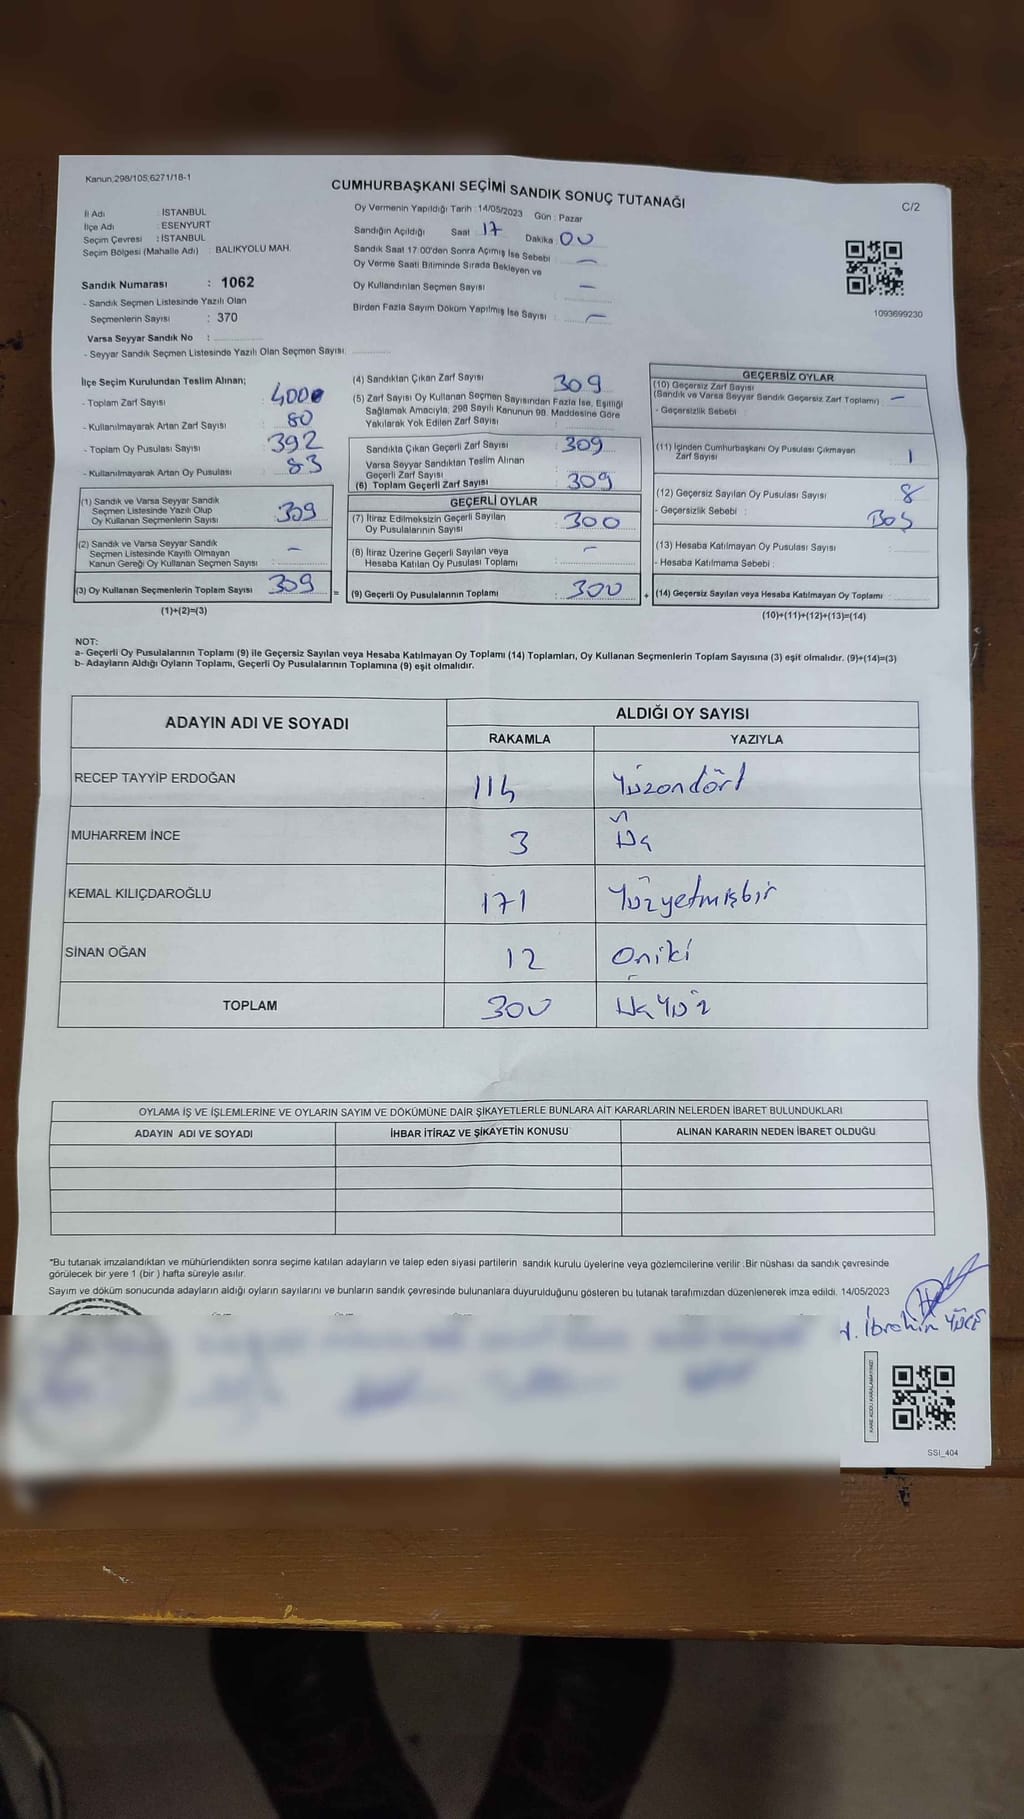 Kanun;298/105;6271/18-1
CUMHURBAŞKANI SEÇİMİ SANDIK SONUÇ TUTANAĞI
C/2
İl Adı : İSTANBUL
İlçe Adı : ESENYURT
Seçim Çevresi : İSTANBUL
Seçim Bölgesi (Mahalle Adı) : BALIKYOLU MAH.
Oy Vermenin Yapıldığı Tarih : 14/05/2023 Gün : Pazar
Sandığın Açıldığı Saat 17 Dakika : 00
Sandık Saat 17:00'den Sonra Açımış İse Sebebi : —
Oy Verme Saati Bitiminde Sırada Bekleyen ve
Oy Kullandırılan Seçmen Sayısı : —
Birden Fazla Sayım Döküm Yapılmış İse Sayısı : —
1093699230
Sandık Numarası : 1062
- Sandık Seçmen Listesinde Yazılı Olan
Seçmenlerin Sayısı : 370
Varsa Seyyar Sandık No :
- Seyyar Sandık Seçmen Listesinde Yazılı Olan Seçmen Sayısı:
İlçe Seçim Kurulundan Teslim Alınan;
- Toplam Zarf Sayısı :
- Kullanılmayarak Artan Zarf Sayısı : 80
- Toplam Oy Pusulası Sayısı : 392
- Kullanılmayarak Artan Oy Pusulası : 83
(1) Sandık ve Varsa Seyyar Sandık
Seçmen Listesinde Yazılı Olup
Oy Kullanan Seçmenlerin Sayısı : 309
(2) Sandık ve Varsa Seyyar Sandık
Seçmen Listesinde Kayıtlı Olmayan
Kanun Gereği Oy Kullanan Seçmen Sayısı : —
(3) Oy Kullanan Seçmenlerin Toplam Sayısı : 309 =
(1)+(2)=(3)
(4) Sandıktan Çıkan Zarf Sayısı : 309
(5) Zarf Sayısı Oy Kullanan Seçmen Sayısından Fazla İse, Eşitliği
Sağlamak Amacıyla, 298 Sayılı Kanunun 98. Maddesine Göre
Yakılarak Yok Edilen Zarf Sayısı :
Sandıkta Çıkan Geçerli Zarf Sayısı : 309
Varsa Seyyar Sandıktan Teslim Alınan
Geçerli Zarf Sayısı :
(6) Toplam Geçerli Zarf Sayısı : 309
GEÇERLİ OYLAR
(7) İtiraz Edilmeksizin Geçerli Sayılan
Oy Pusulalarının Sayısı : 300
(8) İtiraz Üzerine Geçerli Sayılan veya
Hesaba Katılan Oy Pusulası Toplamı : —
(9) Geçerli Oy Pusulalarının Toplamı : 300 +
GEÇERSİZ OYLAR
(10) Geçersiz Zarf Sayısı
(Sandık ve Varsa Seyyar Sandık Geçersiz Zarf Toplamı) : —
- Geçersizlik Sebebi :
(11) İçinden Cumhurbaşkanı Oy Pusulası Çıkmayan
Zarf Sayısı : 1
(12) Geçersiz Sayılan Oy Pusulası Sayısı : 8
- Geçersizlik Sebebi : Boş
(13) Hesaba Katılmayan Oy Pusulası Sayısı :
- Hesaba Katılmama Sebebi :
(14) Geçersiz Sayılan veya Hesaba Katılmayan Oy Toplamı :
(10)+(11)+(12)+(13)=(14)
NOT:
a- Geçerli Oy Pusulalarının Toplamı (9) ile Geçersiz Sayılan veya Hesaba Katılmayan Oy Toplamı (14) Toplamları, Oy Kullanan Seçmenlerin Toplam Sayısına (3) eşit olmalıdır. (9)+(14)=(3)
b- Adayların Aldığı Oyların Toplamı, Geçerli Oy Pusulalarının Toplamına (9) eşit olmalıdır.
ADAYIN ADI VE SOYADI
ALDIĞI OY SAYISI
RAKAMLA YAZIYLA
RECEP TAYYİP ERDOĞAN 114 Yüzondört
MUHARREM İNCE 3 Üç
KEMAL KILIÇDAROĞLU 171 Yüzyetmişbir
SİNAN OĞAN 12 Oniki
TOPLAM 300 Üçyüz
OYLAMA İŞ VE İŞLEMLERİNE VE OYLARIN SAYIM VE DÖKÜMÜNE DAİR ŞİKAYETLERLE BUNLARA AİT KARARLARIN NELERDEN İBARET BULUNDUKLARI
ADAYIN ADI VE SOYADI İHBAR İTİRAZ VE ŞİKAYETİN KONUSU ALINAN KARARIN NEDEN İBARET OLDUĞU
"Bu tutanak imzalandıktan ve mühürlendikten sonra seçime katılan adayların ve talep eden siyasi partilerin sandık kurulu üyelerine veya gözlemcilerine verilir .Bir nüshası da sandık çevresinde
görülecek bir yere 1 (bir ) hafta süreyle asılır.
Sayım ve döküm sonucunda adayların aldığı oyların sayılarını ve bunların sandık çevresinde bulunanlara duyurulduğunu gösteren bu tutanak tarafımızdan düzenlenerek imza edildi. 14/05/2023
İbrahim YÜCE
KARE KODU KARALAMAYINIZ!
SSI_404